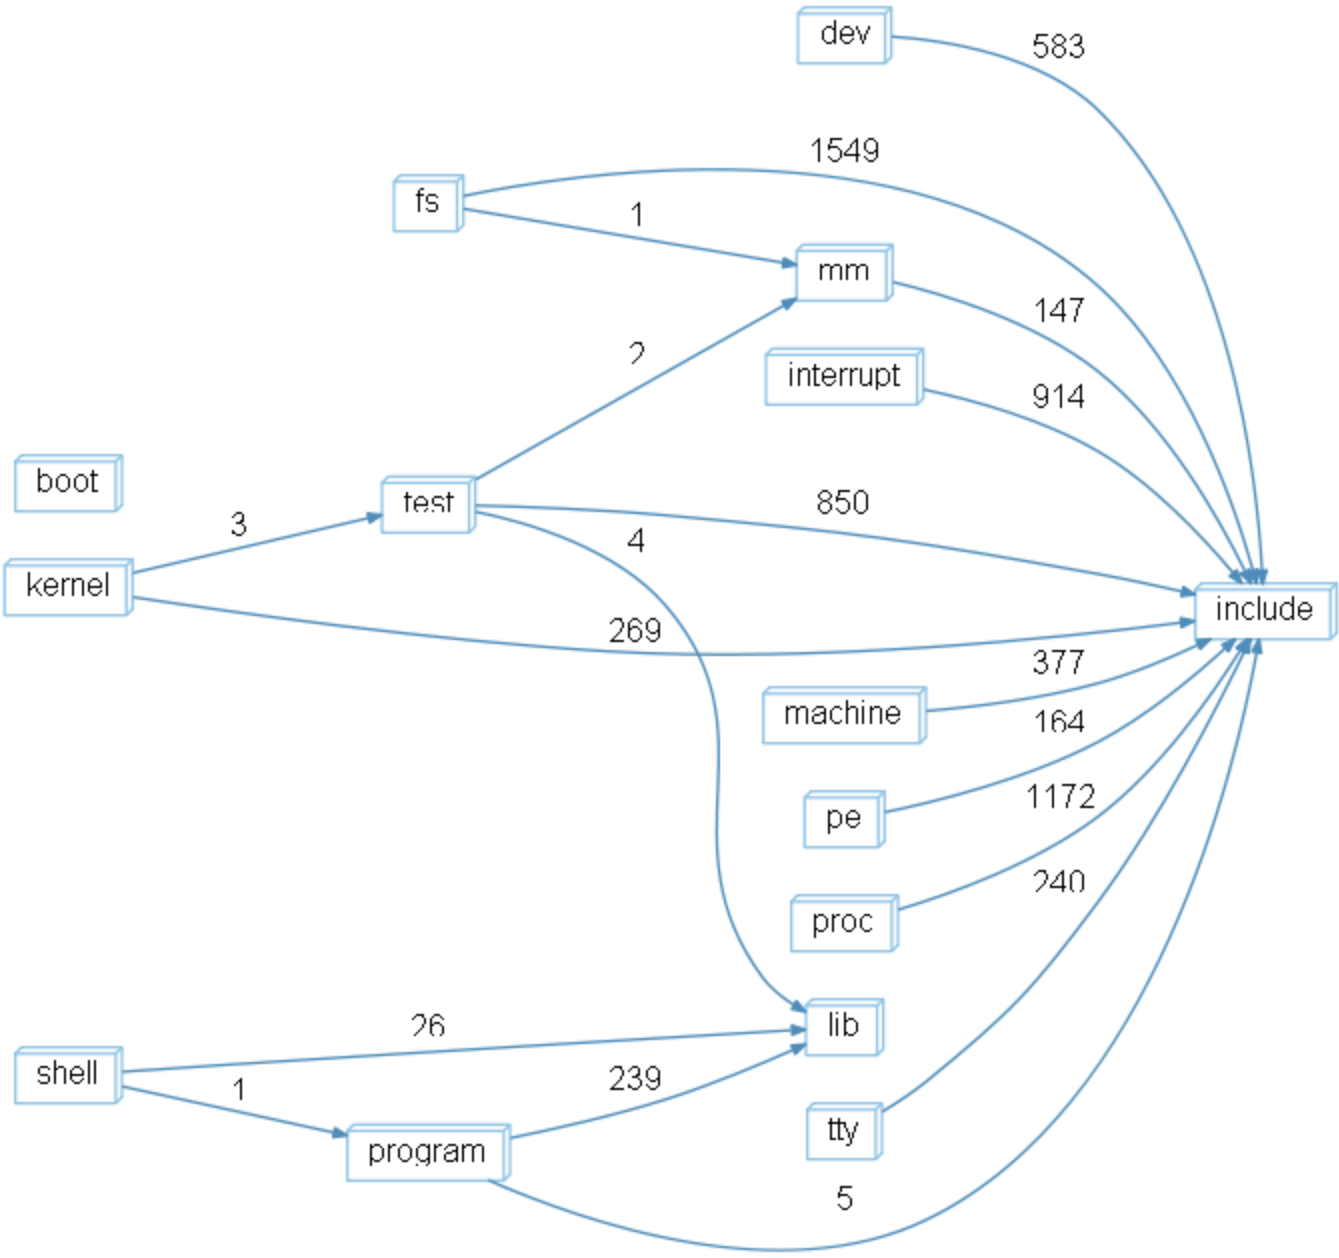 dev
583
1549
fs
1
mm
147
2
interrupt
914
boot
test
850
3
4
kernel
include
269
377
machine
164
pe
1172
240
proc
26
lib
shell
1
239
tty
program
5